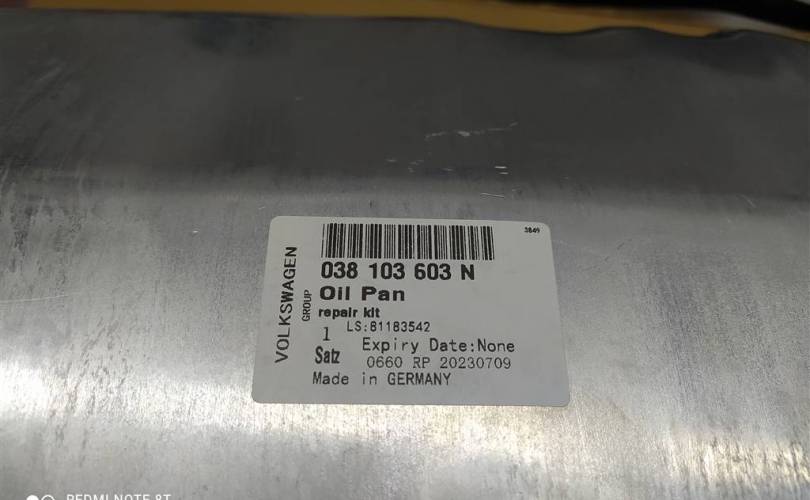 3849
038 103 603 N
VOLKSWAGEN
GROUP
Oil Pan
repair kit
LS:81183542
1
Expiry Date:None
Satz
0660 RP 20230709
Made in GERMANY
REDMI NOTE 8T